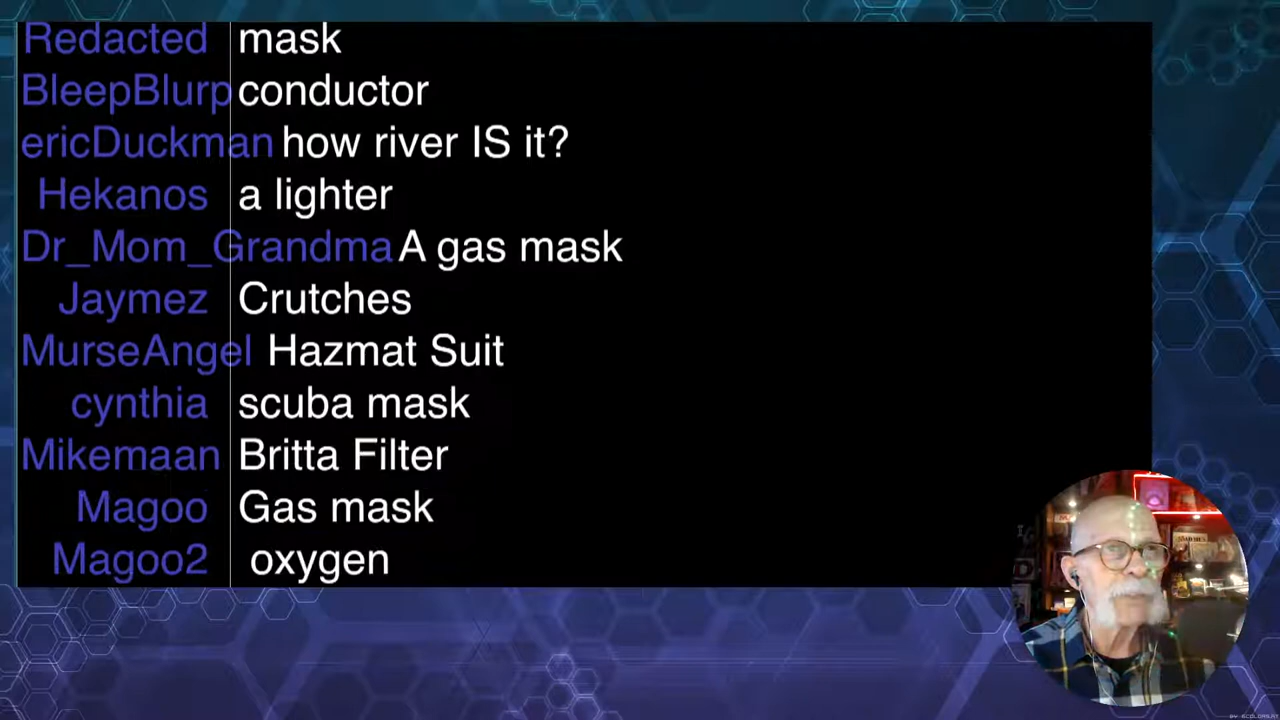 Redacted mask
BleepBlurp conductor
ericDuckman how river IS it?
Hekanos a lighter
Dr_Mom_Grandma A gas mask
Jaymez Crutches
MurseAngel Hazmat Suit
cynthia scuba mask
Mikemaan Britta Filter
Magoo Gas mask
Magoo2 oxygen